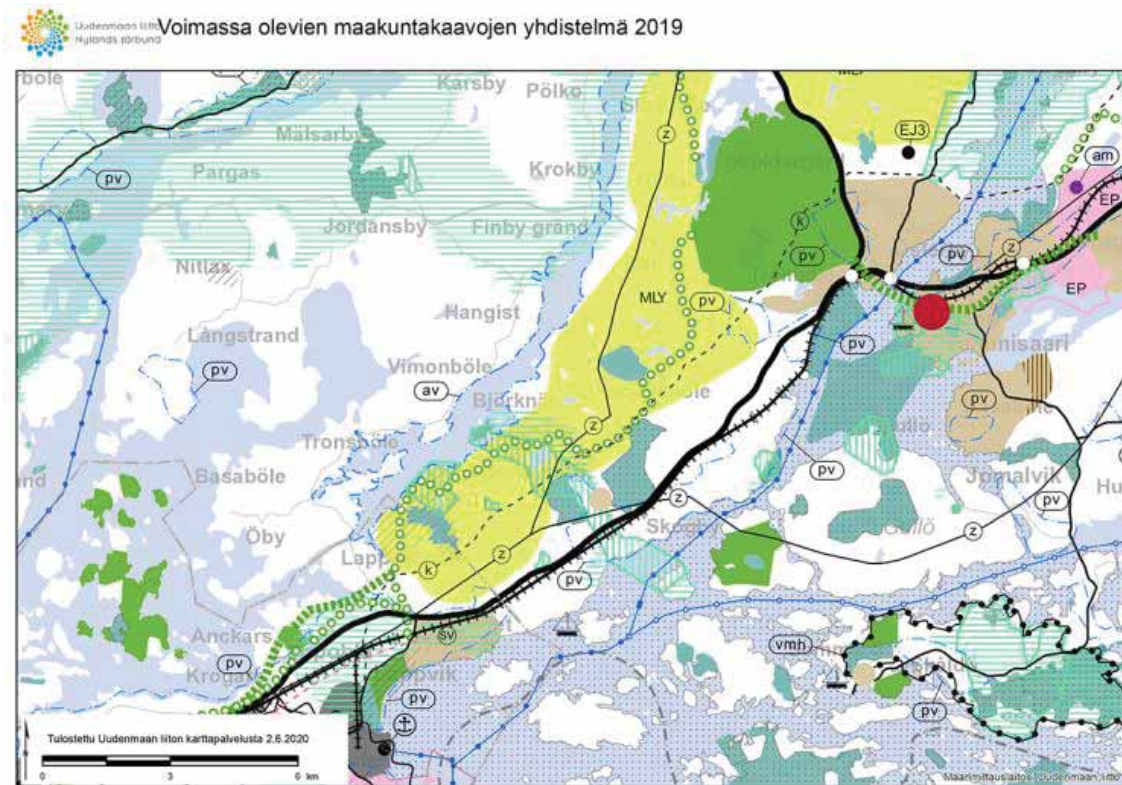 Uudenmaan liitto
Nylands förbund
Voimassa olevien maakuntakaavojen yhdistelmä 2019
Karsby
Pölko
z
Mälsarby
EJ3
Pargas
Krokby
pv
am
EP
Jordansby
Finby gränd
k
z
pv
pv
Nitlax
MLY
pv
EP
Hangist
Långstrand
pv
pv
Vimonböle
av
z
pv
Tronsböle
Basaböle
pv
Jomalvik
z
pv
Öby
Gullö
z
z
pv
k
Anckars
sv
vmh
pv
pv
pv
Tulostettu Uudenmaan liiton karttapalvelusta 2.6.2020
0 3 6 km
Maanmittauslaitos, Uudenmaan liitto